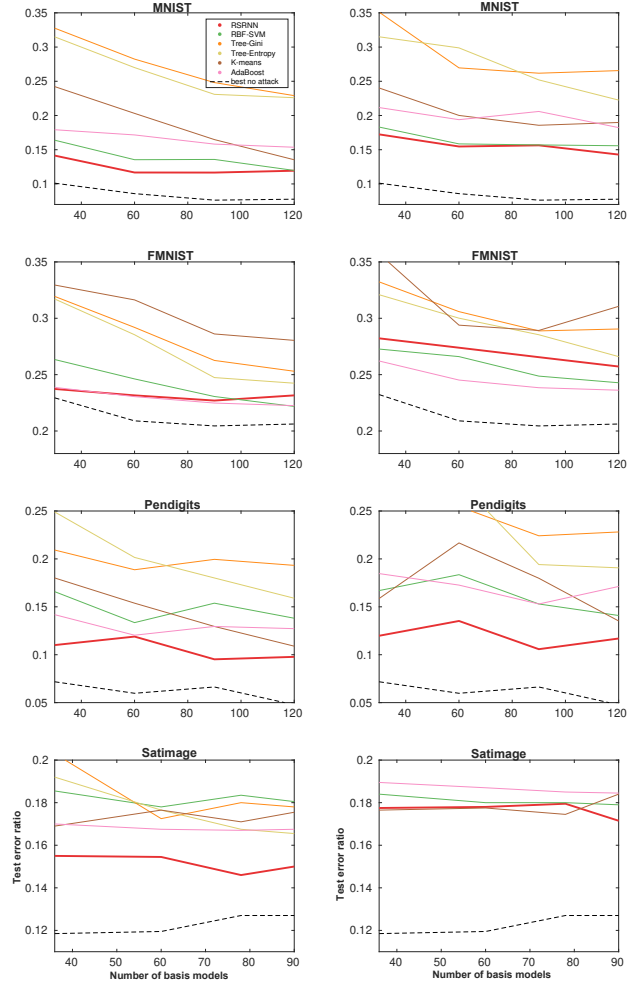 MNIST
0.35
0.3
0.25
0.2
0.15
0.1
40 60 80 100 120
RSRNN
RBF-SVM
Tree-Gini
Tree-Entropy
K-means
AdaBoost
best no attack
MNIST
0.35
0.3
0.25
0.2
0.15
0.1
40 60 80 100 120
FMNIST
0.35
0.3
0.25
0.2
40 60 80 100 120
FMNIST
0.35
0.3
0.25
0.2
40 60 80 100 120
Pendigits
0.25
0.2
0.15
0.1
0.05
40 60 80 100 120
Pendigits
0.25
0.2
0.15
0.1
0.05
40 60 80 100 120
Satimage
0.2
0.18
0.16
0.14
0.12
Test error ratio
40 50 60 70 80 90
Number of basis models
Satimage
0.2
0.18
0.16
0.14
0.12
Test error ratio
40 50 60 70 80 90
Number of basis models